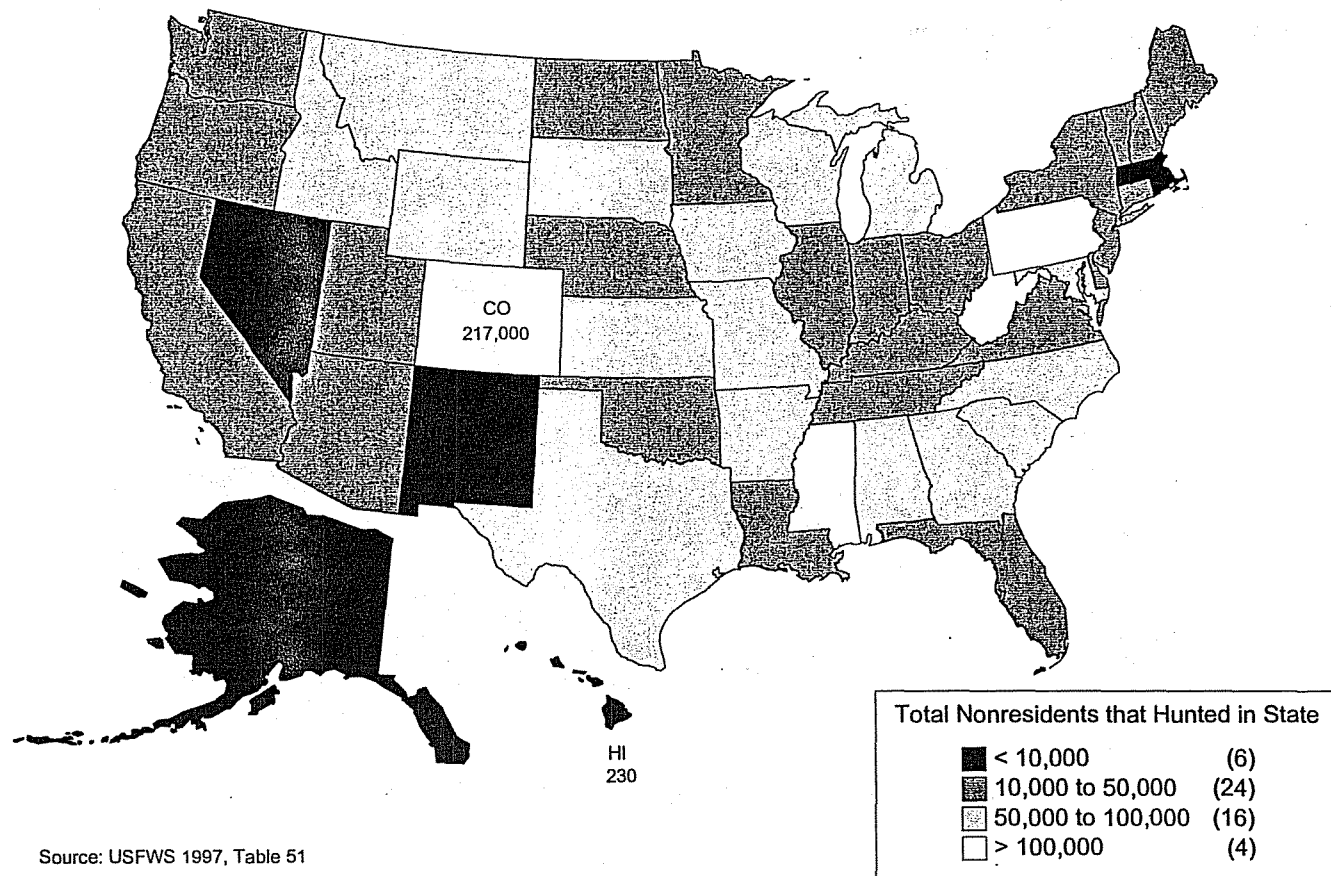 CO
217,000
HI
230
Total Nonresidents that Hunted in State
< 10,000 (6)
10,000 to 50,000 (24)
50,000 to 100,000 (16)
> 100,000 (4)
Source: USFWS 1997, Table 51